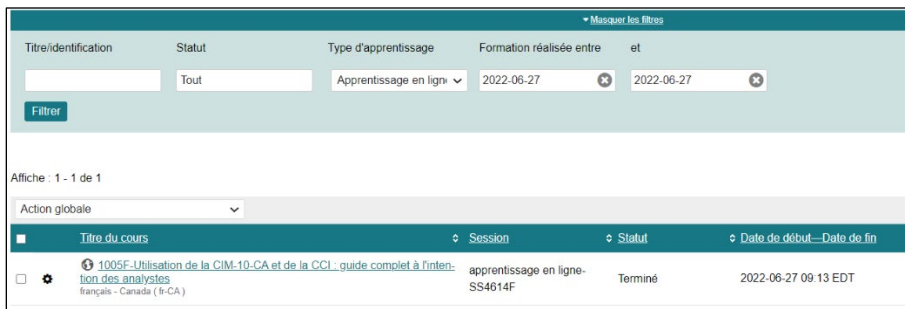 Masquer les filtres
Titre/identification Statut Type d'apprentissage Formation réalisée entre et
Tout Apprentissage en ligne 2022-06-27 2022-06-27
Filtrer
Affiche : 1 - 1 de 1
Action globale
Titre du cours Session Statut Date de début—Date de fin
1005F-Utilisation de la CIM-10-CA et de la CCI : guide complet à l'inten-
tion des analystes
français - Canada ( fr-CA )
apprentissage en ligne-
SS4614F
Terminé
2022-06-27 09:13 EDT